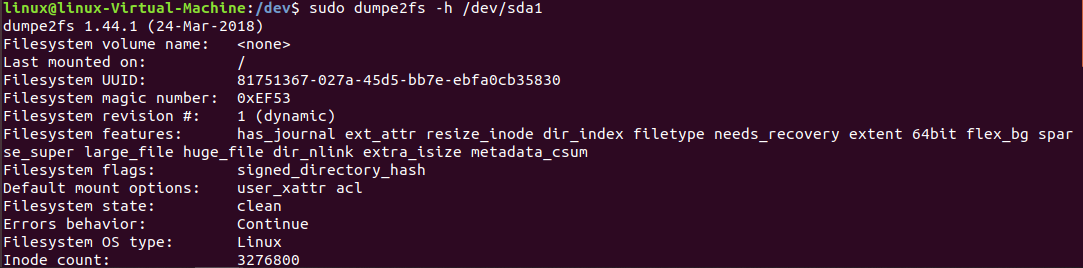 linux@linux-Virtual-Machine:/dev$ sudo dumpe2fs -h /dev/sda1
dumpe2fs 1.44.1 (24-Mar-2018)
Filesystem volume name:   <none>
Last mounted on:          /
Filesystem UUID:          81751367-027a-45d5-bb7e-ebfa0cb35830
Filesystem magic number:  0xEF53
Filesystem revision #:    1 (dynamic)
Filesystem features:      has_journal ext_attr resize_inode dir_index filetype needs_recovery extent 64bit flex_bg spar
se_super large_file huge_file dir_nlink extra_isize metadata_csum
Filesystem flags:         signed_directory_hash
Default mount options:    user_xattr acl
Filesystem state:         clean
Errors behavior:          Continue
Filesystem OS type:       Linux
Inode count:              3276800